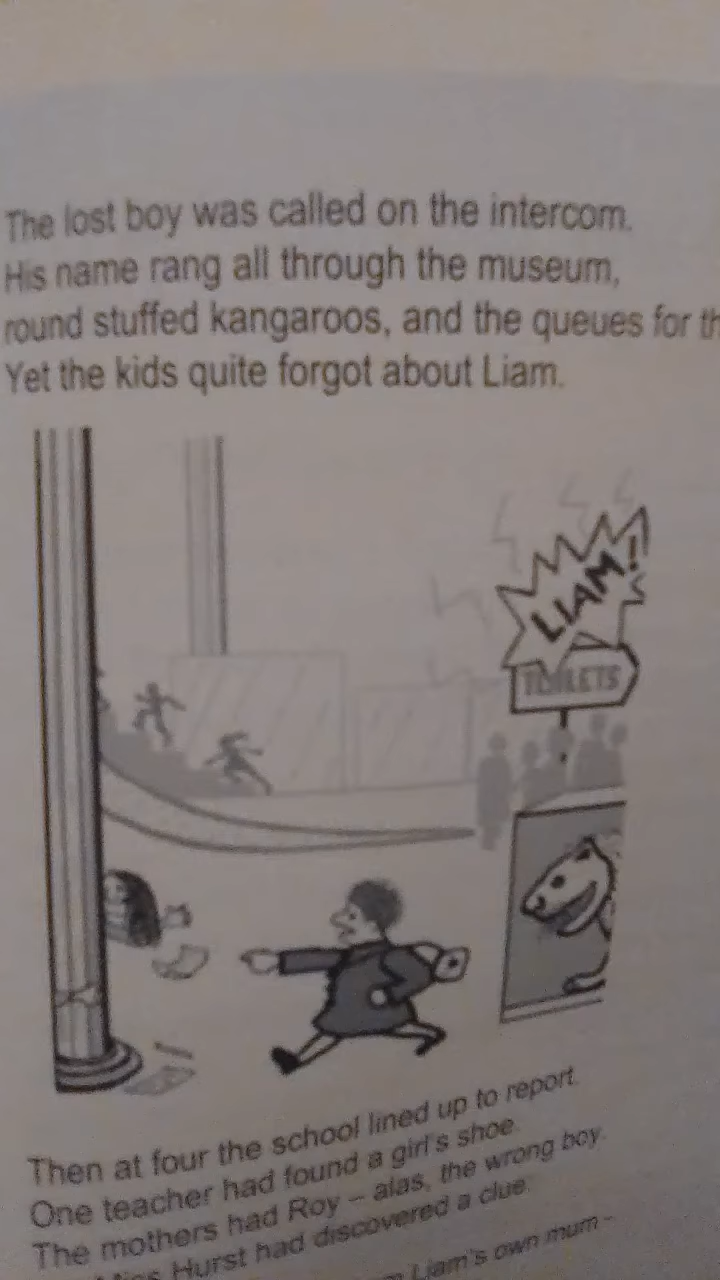 The lost boy was called on the intercom.
His name rang all through the museum,
round stuffed kangaroos, and the queues for
Yet the kids quite forgot about Liam.
LIAM!
TOILETS
Then at four the school lined up to report.
One teacher had found a girl's shoe.
The mothers had Roy – alas, the wrong boy.
Miss Hurst had discovered a clue.
Liam's own mum -